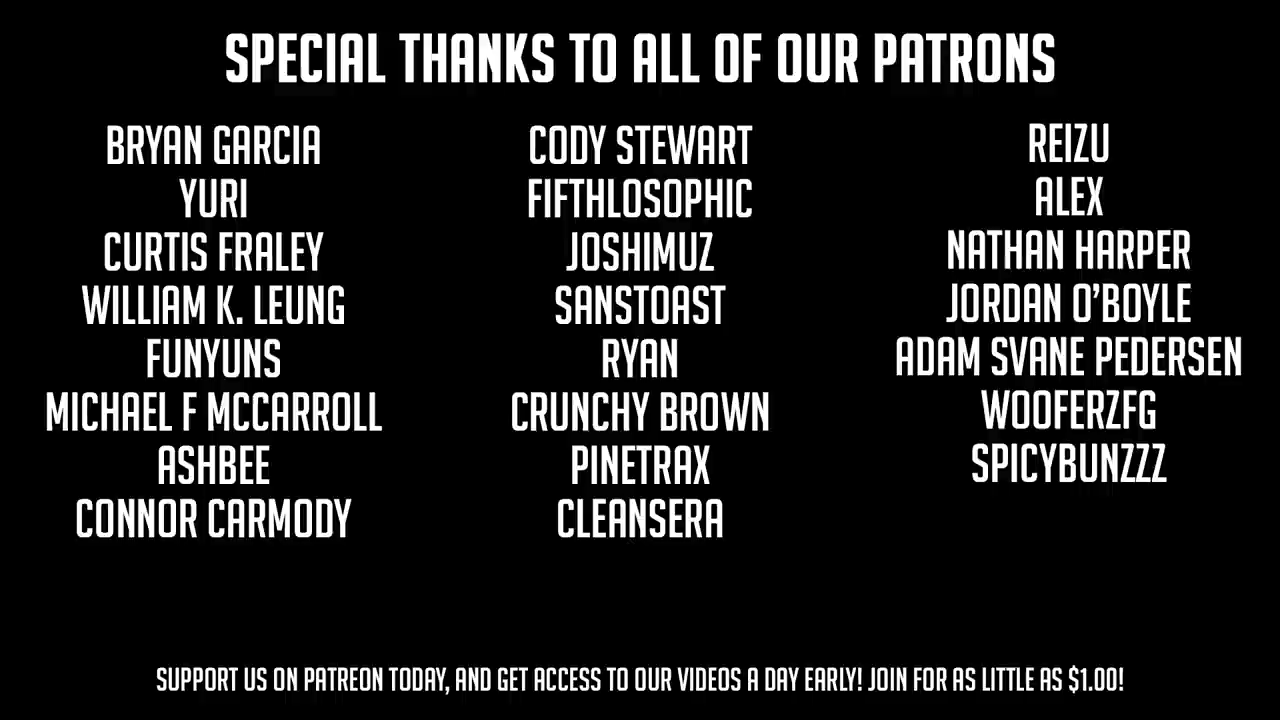 SPECIAL THANKS TO ALL OF OUR PATRONS
BRYAN GARCIA
YURI
CURTIS FRALEY
WILLIAM K. LEUNG
FUNYUNS
MICHAEL F MCCARROLL
ASHBEE
CONNOR CARMODY
CODY STEWART
FIFTHLOSOPHIC
JOSHIMUZ
SANSTOAST
RYAN
CRUNCHY BROWN
PINETRAX
CLEANSERA
REIZU
ALEX
NATHAN HARPER
JORDAN O’BOYLE
ADAM SVANE PEDERSEN
WOOFERZFG
SPICYBUNZZZ
SUPPORT US ON PATREON TODAY, AND GET ACCESS TO OUR VIDEOS A DAY EARLY! JOIN FOR AS LITTLE AS $1.00!